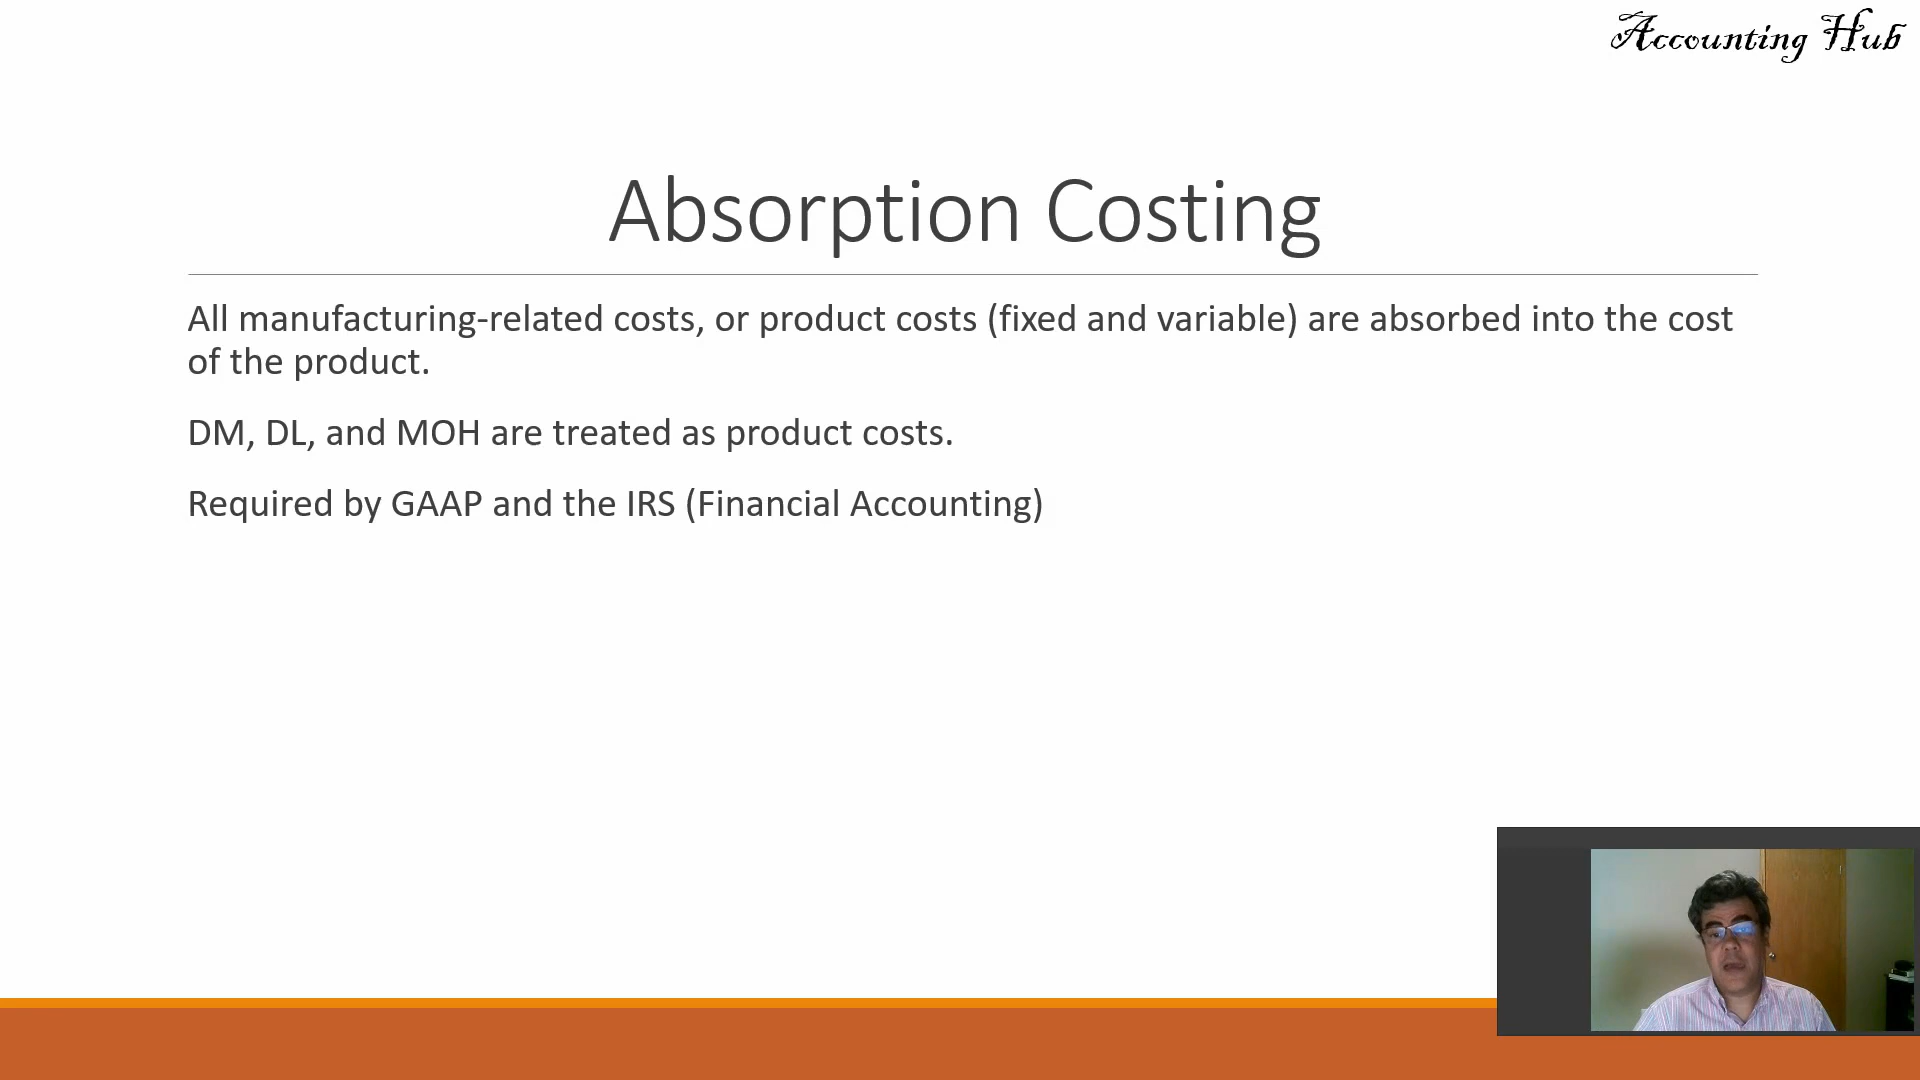 Accounting Hub
Absorption Costing
All manufacturing-related costs, or product costs (fixed and variable) are absorbed into the cost
of the product.
DM, DL, and MOH are treated as product costs.
Required by GAAP and the IRS (Financial Accounting)